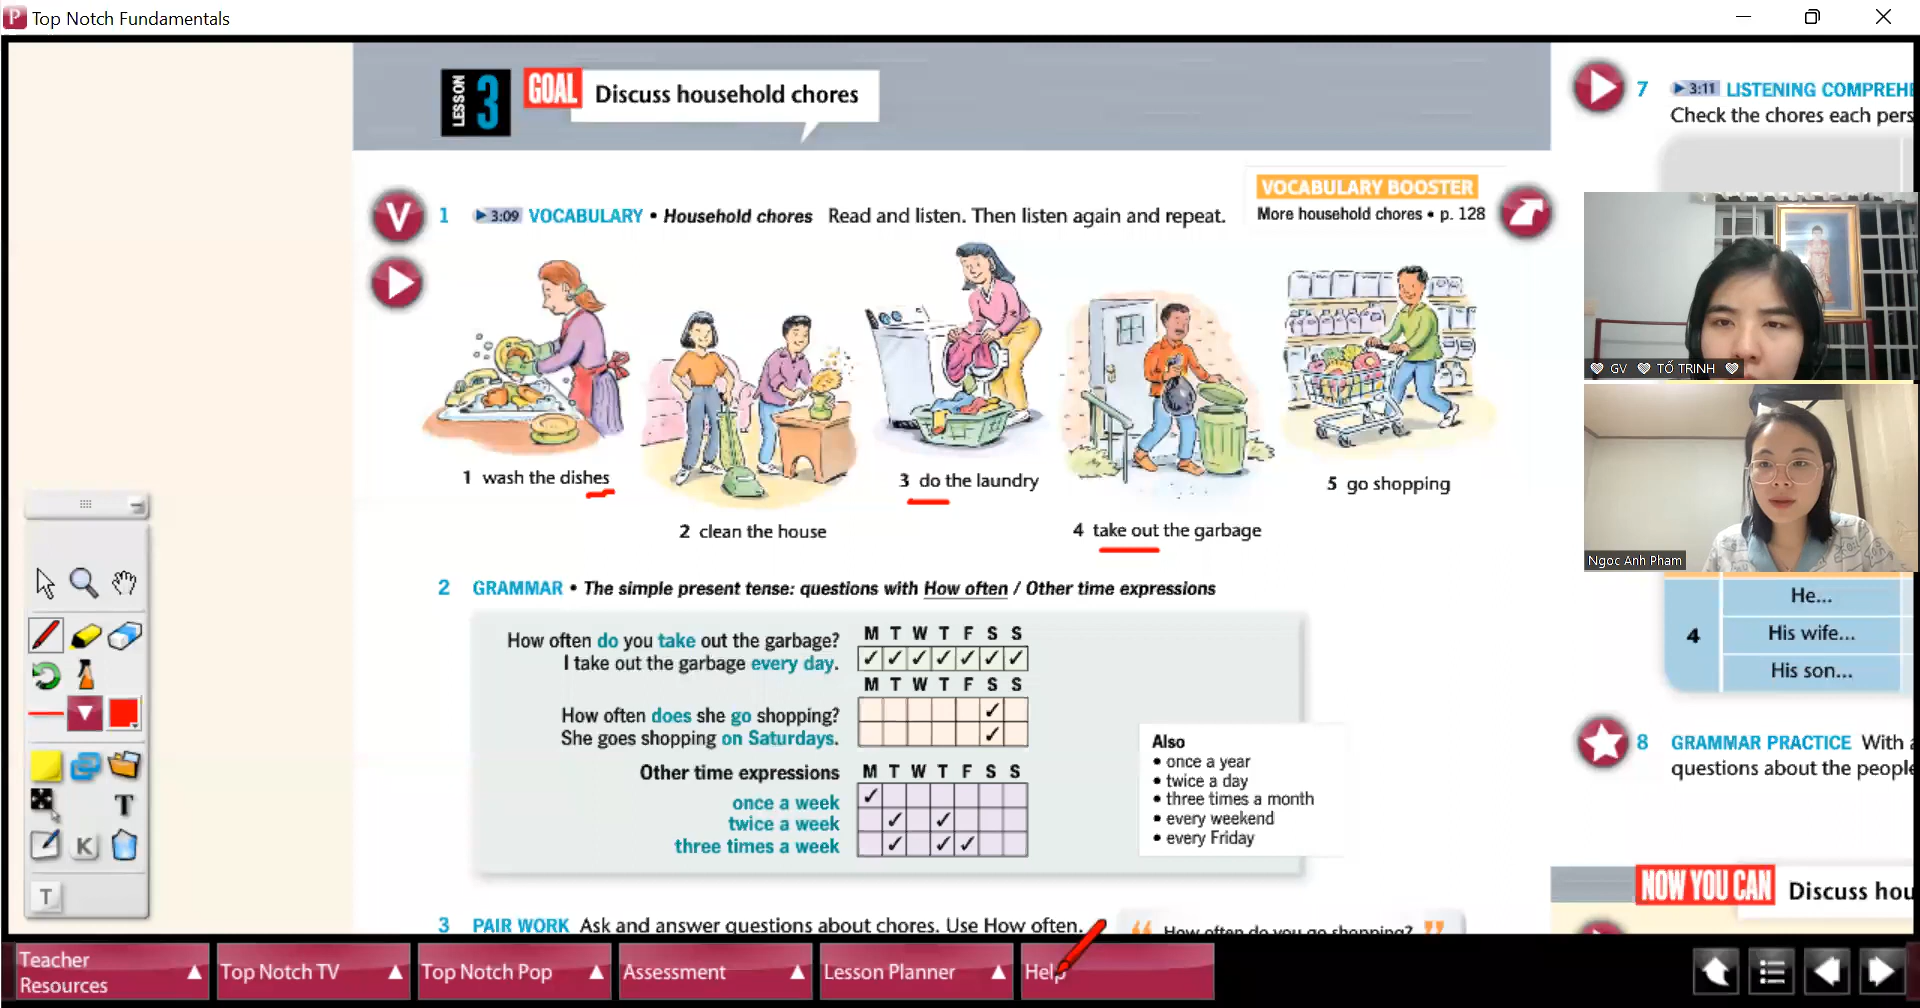 Top Notch Fundamentals
LESSON 3 GOAL Discuss household chores
1 3:09 VOCABULARY • Household chores Read and listen. Then listen again and repeat.
VOCABULARY BOOSTER
More household chores • p. 128
1 wash the dishes
2 clean the house
3 do the laundry
4 take out the garbage
5 go shopping
2 GRAMMAR • The simple present tense: questions with How often / Other time expressions
How often do you take out the garbage?
I take out the garbage every day.
M T W T F S S
M T W T F S S
How often does she go shopping?
She goes shopping on Saturdays.
Other time expressions
M T W T F S S
once a week
twice a week
three times a week
Also
• once a year
• twice a day
• three times a month
• every weekend
• every Friday
3 PAIR WORK Ask and answer questions about chores. Use How often.
How often do you go shopping?
7 3:11 LISTENING COMPREH
Check the chores each pers
GV TỐ TRINH
Ngoc Anh Pham
4
He...
His wife...
His son...
8 GRAMMAR PRACTICE With
questions about the people
NOW YOU CAN Discuss hou
V
T
K
T
Teacher
Resources
Top Notch TV
Top Notch Pop
Assessment
Lesson Planner
Help